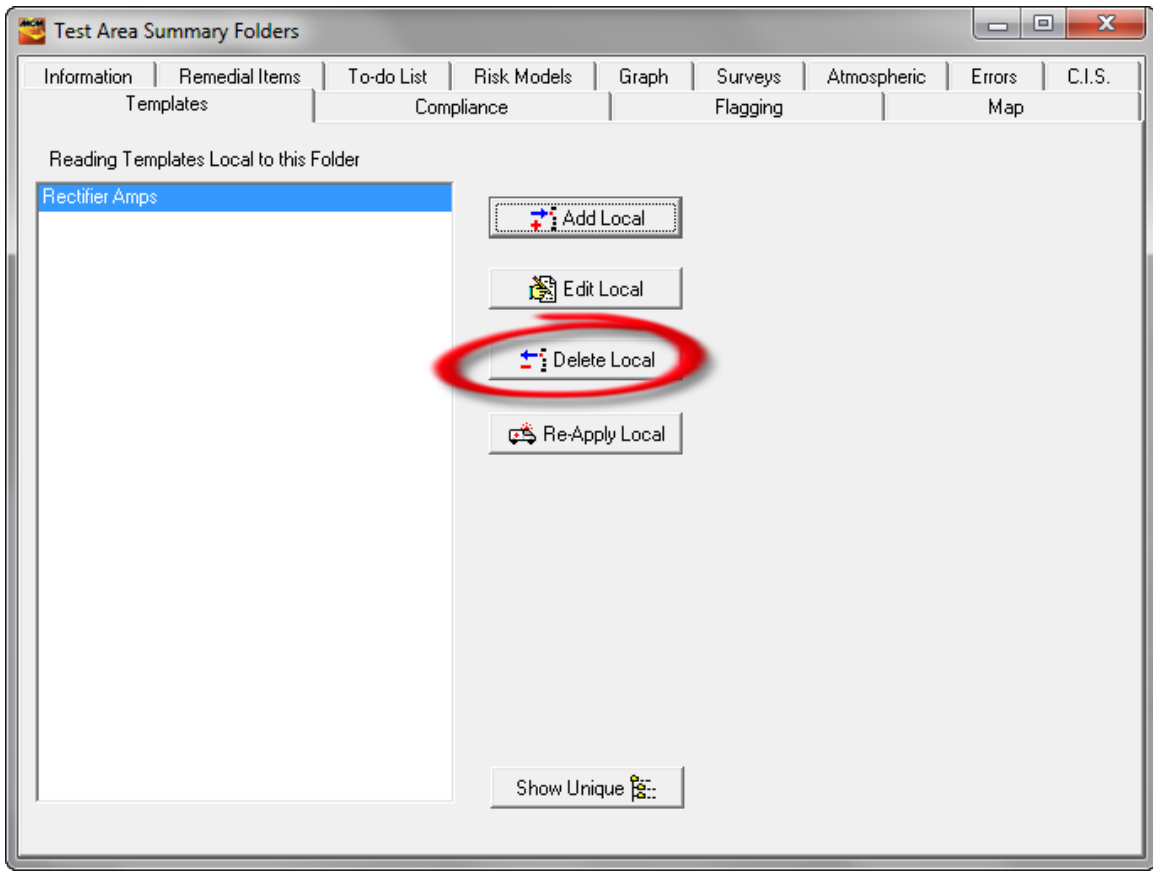 MCM
Test Area Summary Folders
Information Remedial Items To-do List Risk Models Graph Surveys Atmospheric Errors C.I.S.
Templates Compliance Flagging Map
Reading Templates Local to this Folder
Rectifier Amps
Add Local
Edit Local
Delete Local
Re-Apply Local
Show Unique